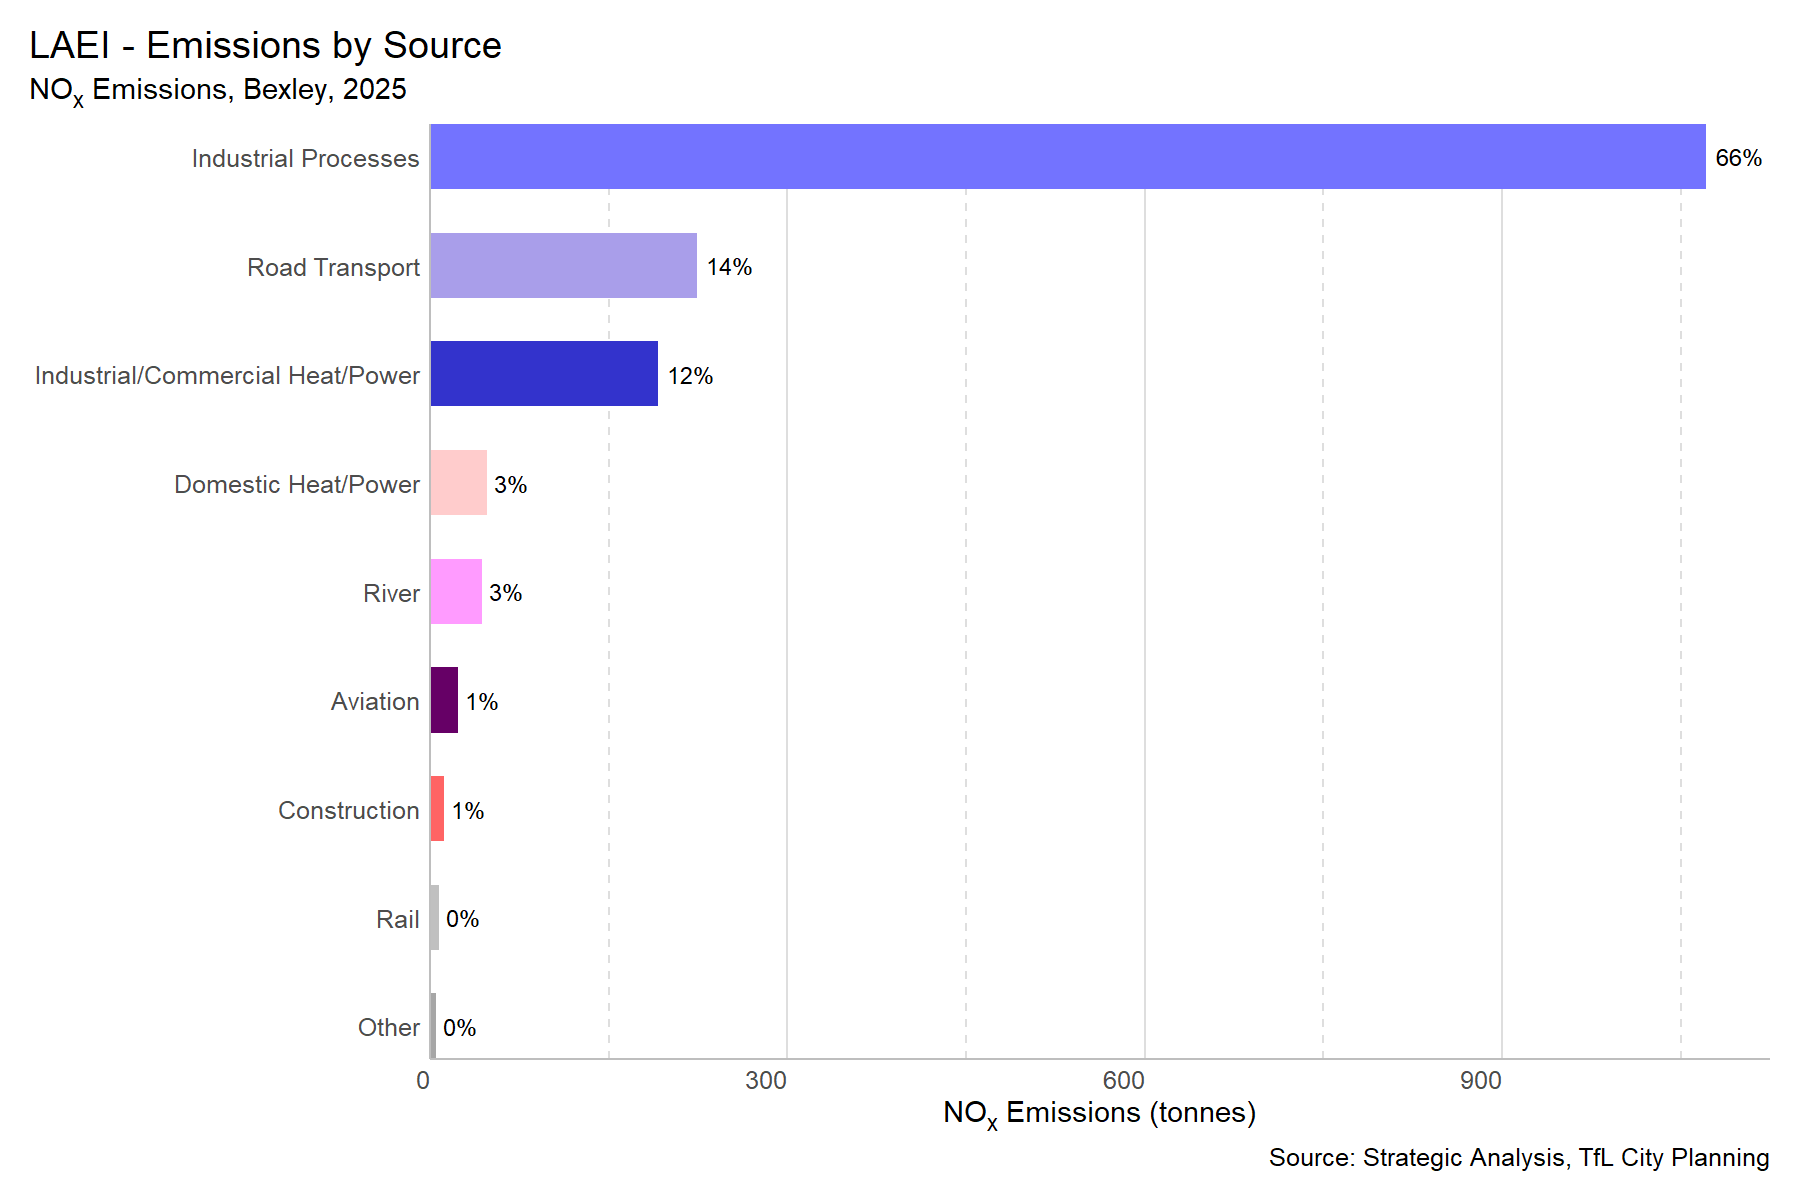 LAEI - Emissions by Source
NOx Emissions, Bexley, 2025
Industrial Processes 66%
Road Transport 14%
Industrial/Commercial Heat/Power 12%
Domestic Heat/Power 3%
River 3%
Aviation 1%
Construction 1%
Rail 0%
Other 0%
0 300 600 900
NOx Emissions (tonnes)
Source: Strategic Analysis, TfL City Planning